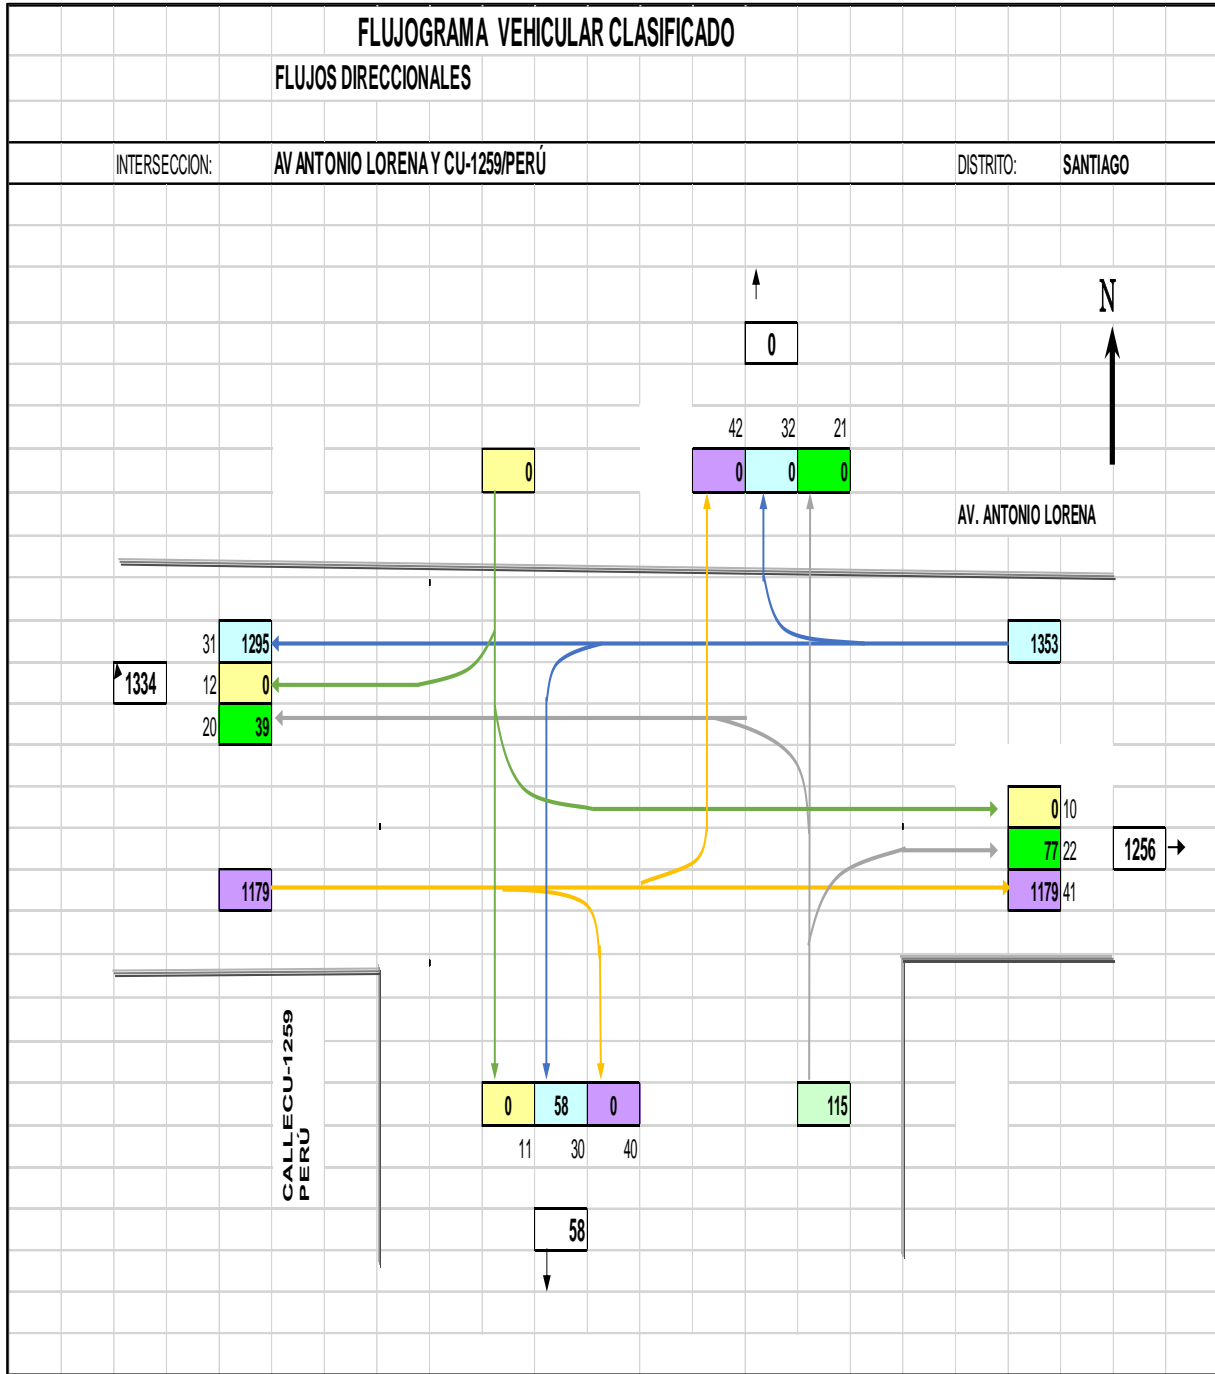 FLUJOGRAMA VEHICULAR CLASIFICADO
FLUJOS DIRECCIONALES
INTERSECCION: AV ANTONIO LORENA Y CU-1259/PERÚ DISTRITO: SANTIAGO
N
0
42 32 21
0 0 0 0
AV. ANTONIO LORENA
31 1295 1353
1334 12 0
20 39
0 10
77 22 1256
1179 1179 41
CALLECU-1259
PERÚ
0 58 0 115
11 30 40
58